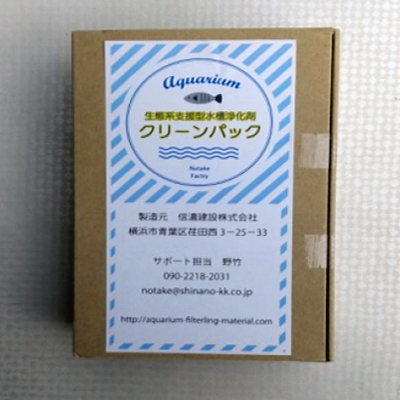 Aquarium
生態系支援型水槽浄化剤
クリーンパック
Notake
Factry
製造元 信濃建設株式会社
横浜市青葉区荏田西3-25-33
サポート担当 野竹
090-2218-2031
notake@shinano-kk.co.jp
http://aquarium-filterling-material.com